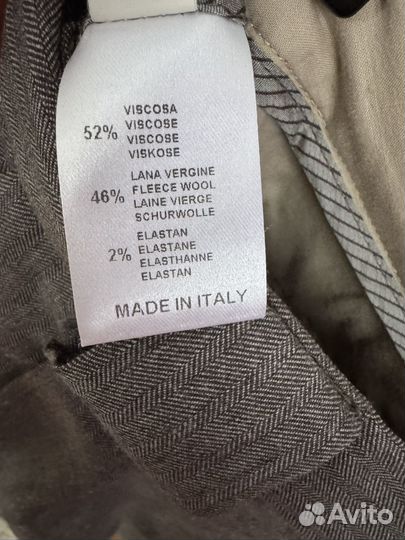 52%
VISCOSA
VISCOSE
VISCOSE
VISKOSE
46%
LANA VERGINE
FLEECE WOOL
LAINE VIERGE
SCHURWOLLE
2%
ELASTAN
ELASTANE
ELASTHANNE
ELASTAN
MADE IN ITALY
Avito